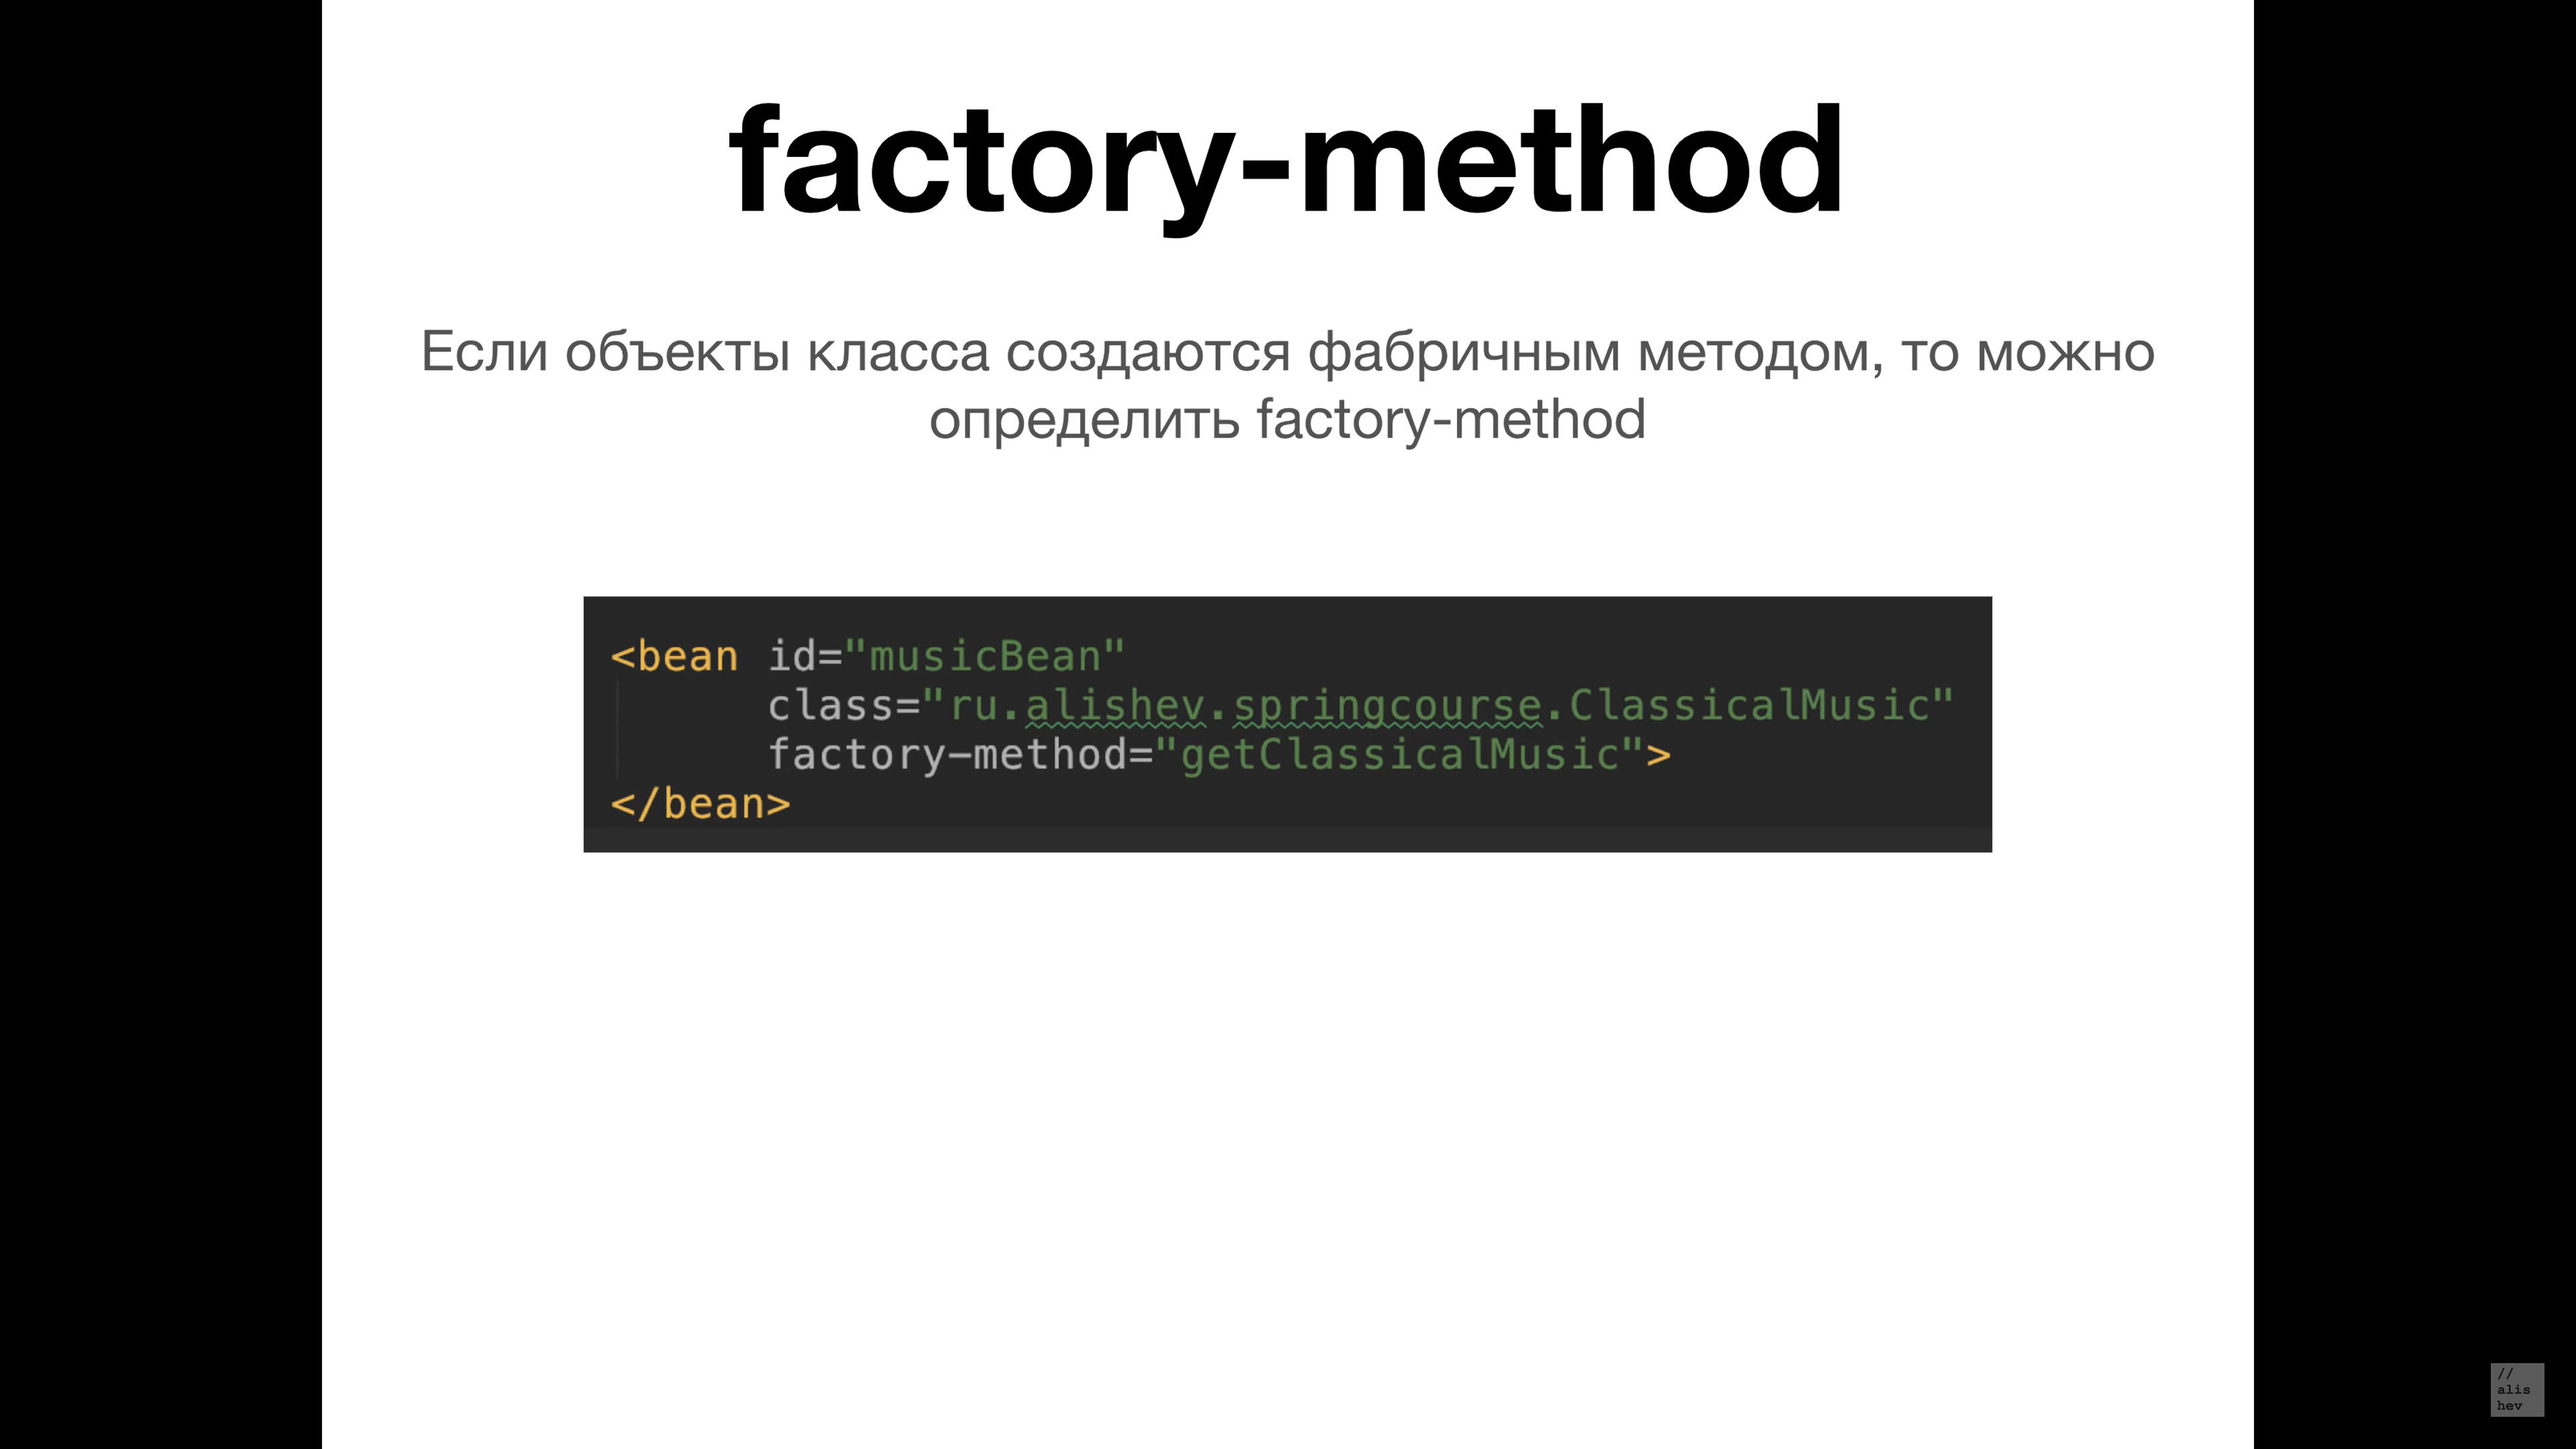 factory-method
Если объекты класса создаются фабричным методом, то можно
определить factory-method
<bean id="musicBean"
class="ru.alishev.springcourse.ClassicalMusic"
factory-method="getClassicalMusic">
</bean>
//
alis
hev